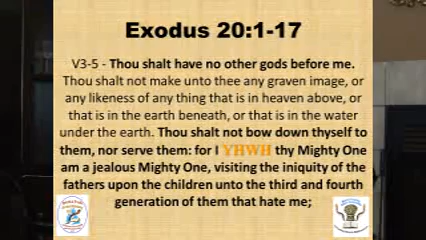 Exodus 20:1-17
V3-5 - Thou shalt have no other gods before me.
Thou shalt not make unto thee any graven image, or
any likeness of any thing that is in heaven above, or
that is in the earth beneath, or that is in the water
under the earth. Thou shalt not bow down thyself to
them, nor serve them: for I YHWH thy Mighty One
am a jealous Mighty One, visiting the iniquity of the
fathers upon the children unto the third and fourth
generation of them that hate me;